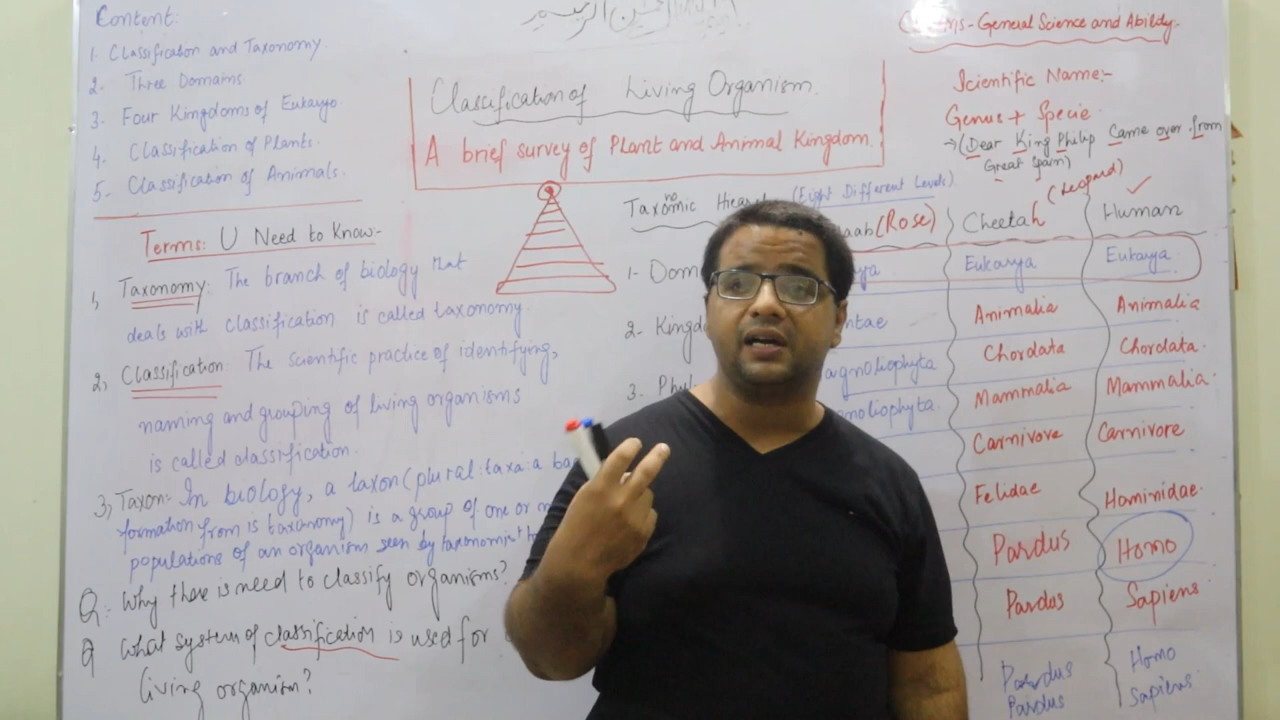 Content:
1. Classification and Taxonomy.
2- Three Domains.
3. Four Kingdoms of Eukaryo.
4. Classification of Plants.
5- Classification of Animals.
Classification of Living Organism.
A brief survey of Plant and Animal Kingdom.
General Science and Ability.
Scientific Name:-
Genus + Specie.
→(Dear King Philip Came over from
Great Spain)
Terms: U Need to Know:-
1, Taxonomy: The branch of biology that
deals with classification is called taxonomy.
2, Classification: The scientific practice of identifying,
naming and grouping of living organisms
is called classification.
3, Taxon: In biology, a taxon (plural: taxa: a ba
formation from is taxonomy) is a group of one or m
populations of an organism seen by taxonomist
Q: Why there is need to classify organisms?
Q What system of classification is used for
living organism?
Taxonomic (Eight Different Levels)
(Rose) Cheetah (Leopard) Human ✓
1- Dom Eukarya Eukarya
2- Kingd ntae Animalia Animalia
3. Phyl agnoliophyta Chordata Chordata.
noliophyta Mammalia Mammalia.
Carnivore Carnivore
Felidae Hominidae.
Pardus Homo
Pardus Sapiens
Pardus Homo
Pardus Sapiens